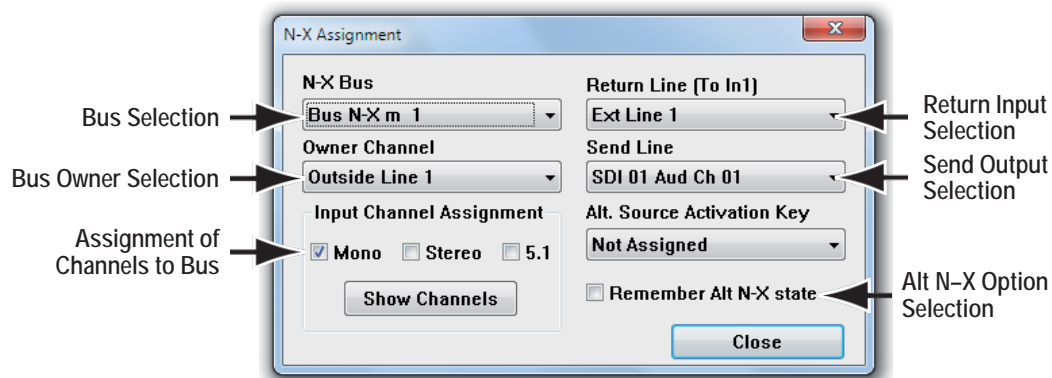 N-X Assignment
x
N-X Bus
Bus N-X m 1
Owner Channel
Outside Line 1
Input Channel Assignment
Mono
Stereo
5.1
Show Channels
Return Line (To In1)
Ext Line 1
Send Line
SDI 01 Aud Ch 01
Alt. Source Activation Key
Not Assigned
Remember Alt N-X state
Close
Bus Selection
Bus Owner Selection
Assignment of
Channels to Bus
Return Input
Selection
Send Output
Selection
Alt N–X Option
Selection